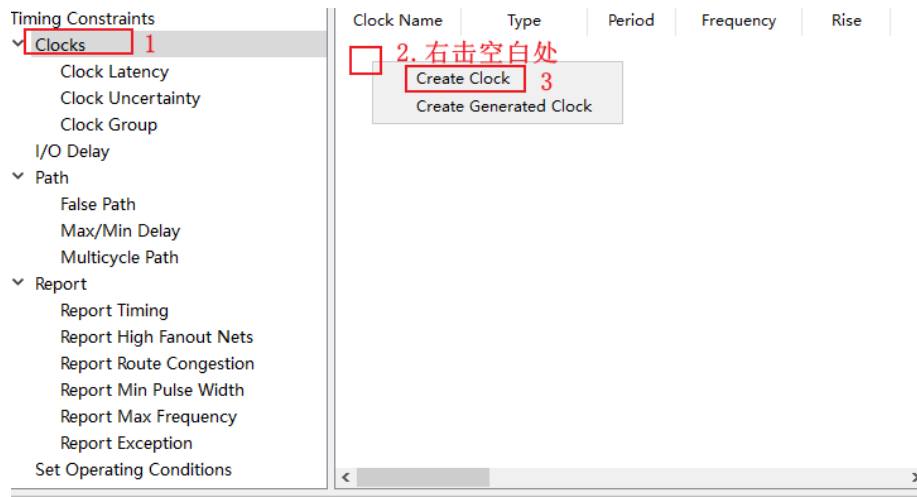 Timing Constraints
Clocks 1
Clock Latency
Clock Uncertainty
Clock Group
I/O Delay
Path
False Path
Max/Min Delay
Multicycle Path
Report
Report Timing
Report High Fanout Nets
Report Route Congestion
Report Min Pulse Width
Report Max Frequency
Report Exception
Set Operating Conditions
Clock Name Type Period Frequency Rise
2. 右击空白处
Create Clock 3
Create Generated Clock